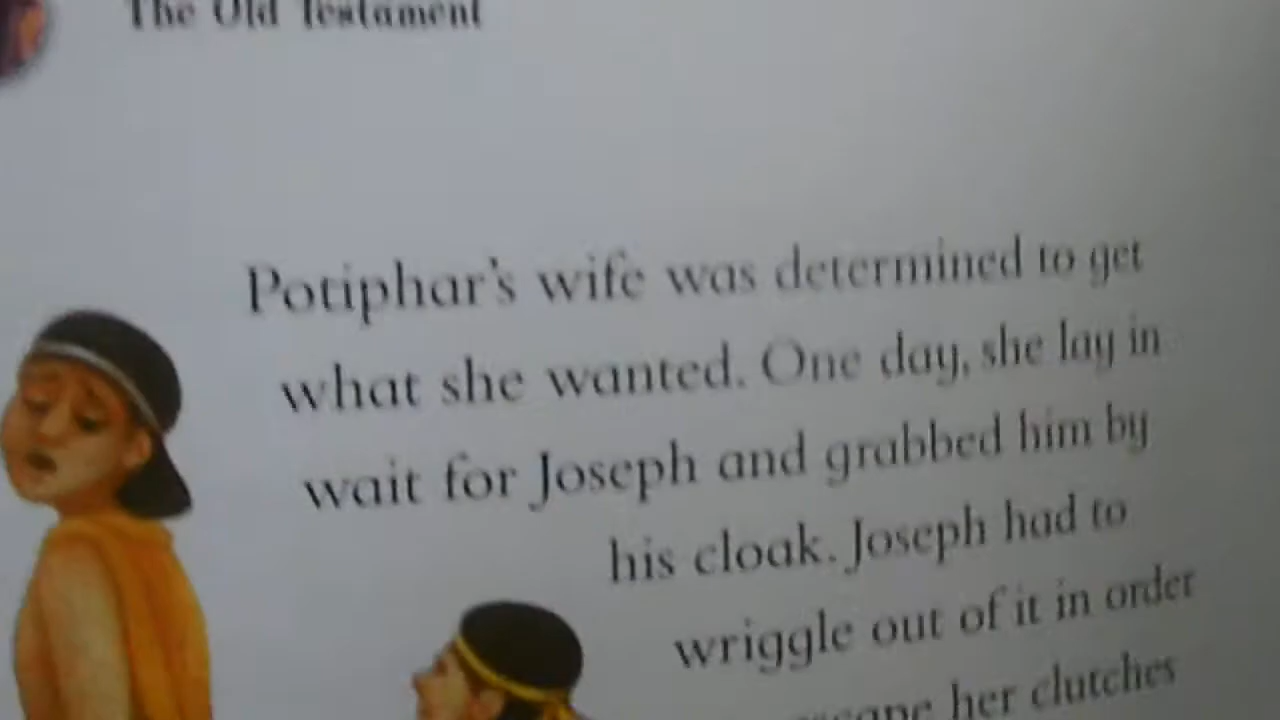 The Old Testament
Potiphar's wife was determined to get
what she wanted. One day, she lay in
wait for Joseph and grabbed him by
his cloak. Joseph had to
wriggle out of it in order
her clutches